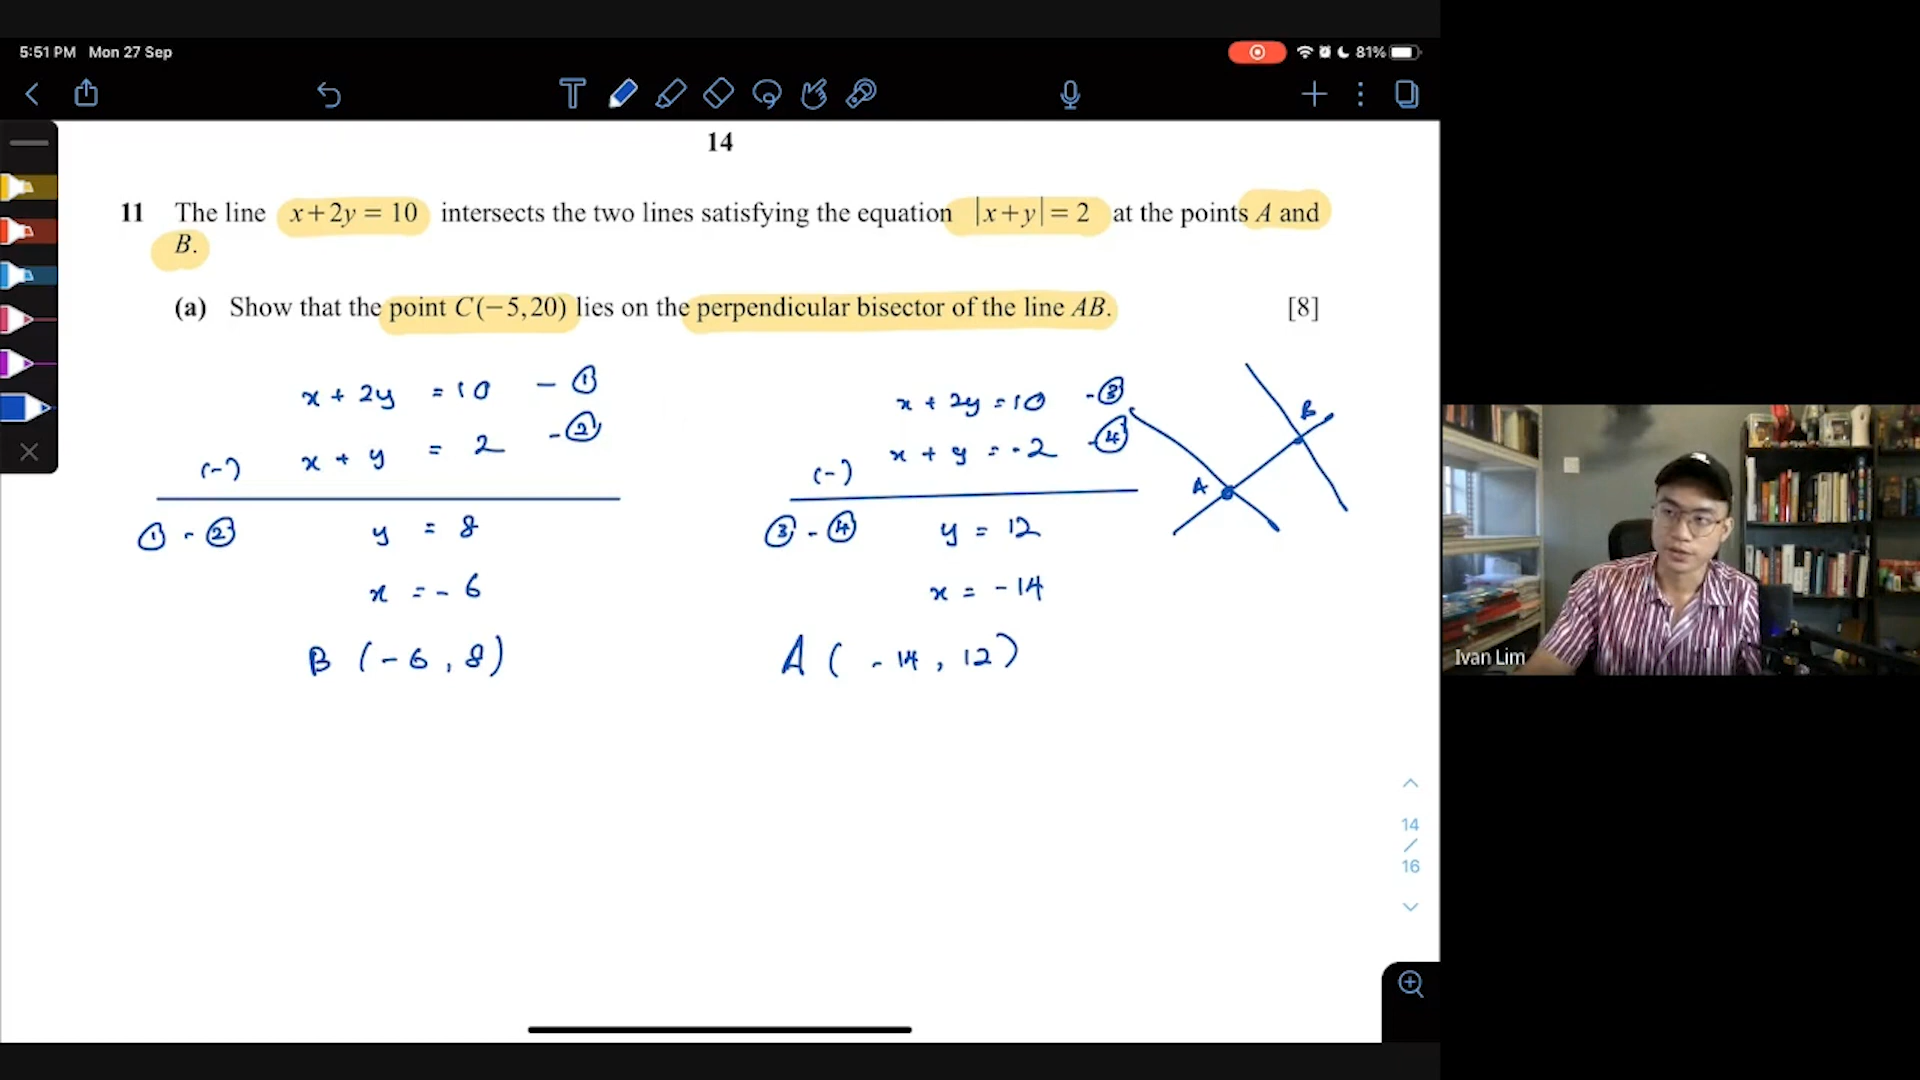 5:51 PM Mon 27 Sep
81%
14
11 The line x+2y = 10 intersects the two lines satisfying the equation |x+y| = 2 at the points A and
B.
(a) Show that the point C(−5,20) lies on the perpendicular bisector of the line AB. [8]
x + 2y = 10 - ①
x + y = 2 - ②
(-)
① - ② y = 8
x = - 6
B (-6, 8)
x + 2y = 10 - ③
x + y = -2 - ④
(-)
③ - ④ y = 12
x = - 14
A (-14, 12)
A
B
Ivan Lim
14
/
16